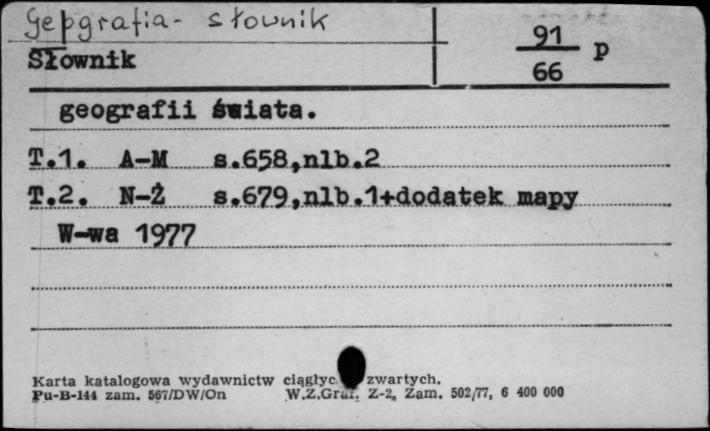 Geografia - słownik
91
66 p
Słownik
geografii świata.
T.1. A-M s.658,nlb.2
T.2. N-Ż s.679,nlb.1+dodatek mapy
W-wa 1977
Karta katalogowa wydawnictw zwartych.
Pu-B-144 zam. 567/DW/On W.Z.Graf. Z-2, Zam. 502/77, 6 400 000